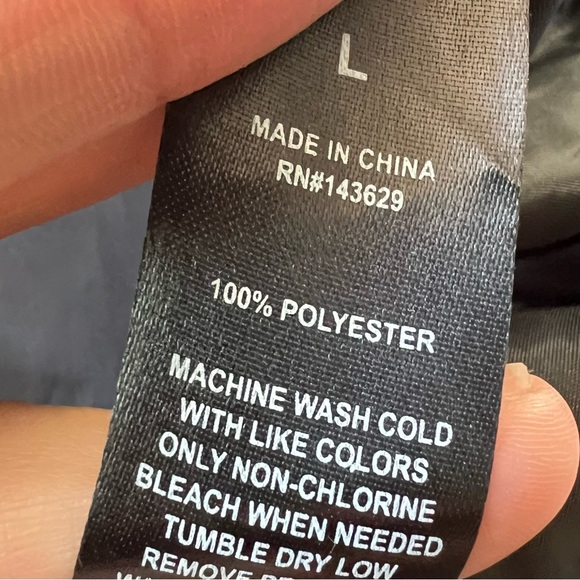 L
MADE IN CHINA
RN#143629
100% POLYESTER
MACHINE WASH COLD
WITH LIKE COLORS
ONLY NON-CHLORINE
BLEACH WHEN NEEDED
TUMBLE DRY LOW
REMOVE